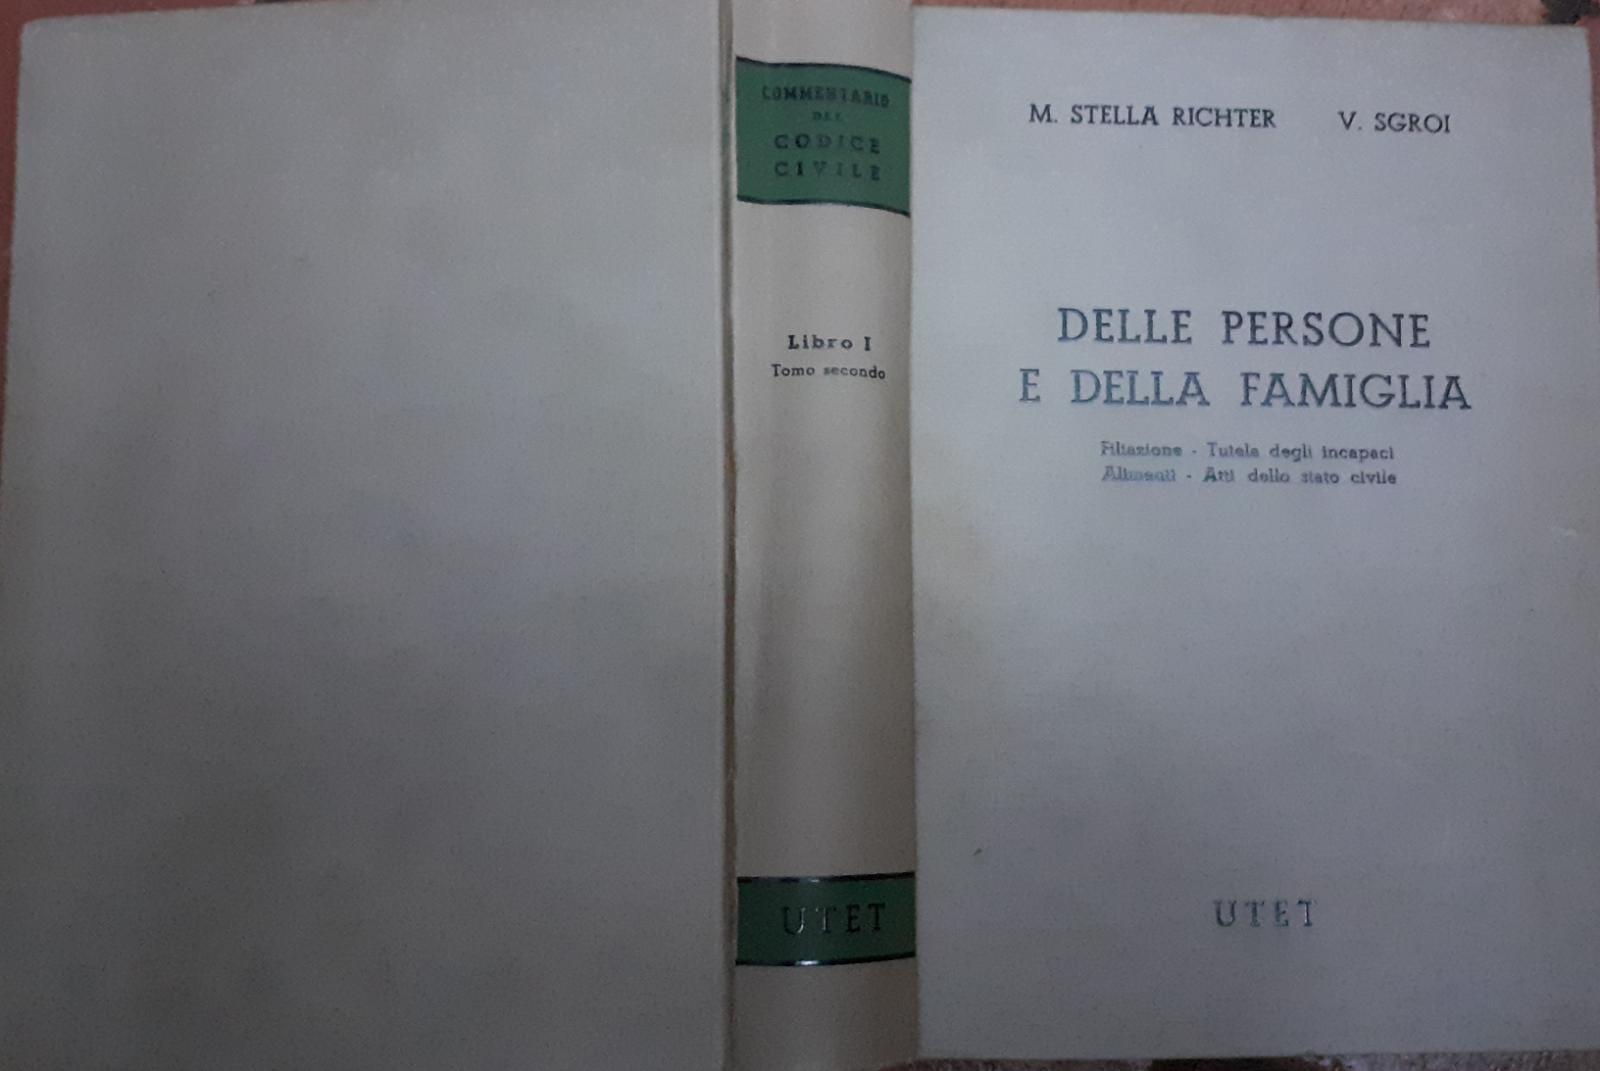 COMMENTARIO
DEL
CODICE
CIVILE
Libro I
Tomo secondo
UTET
M. STELLA RICHTER V. SGROI
DELLE PERSONE
E DELLA FAMIGLIA
Filiazione - Tutela degli incapaci
Alimenti - Atti dello stato civile
UTET